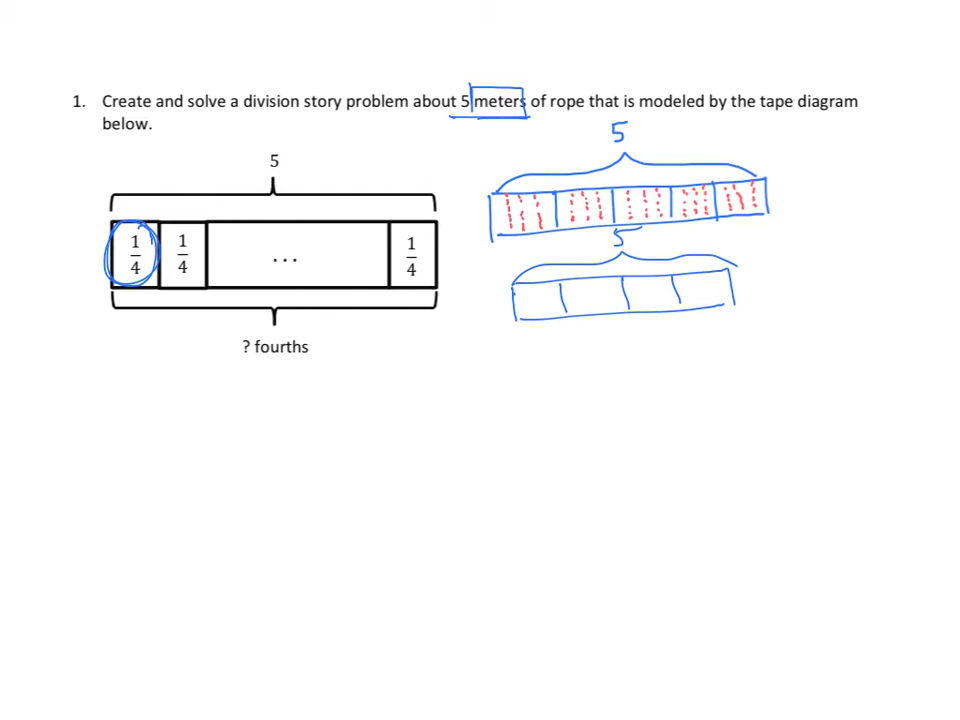 1. Create and solve a division story problem about 5 meters of rope that is modeled by the tape diagram
below.
5
5
1/4 1/4 ... 1/4
5
? fourths